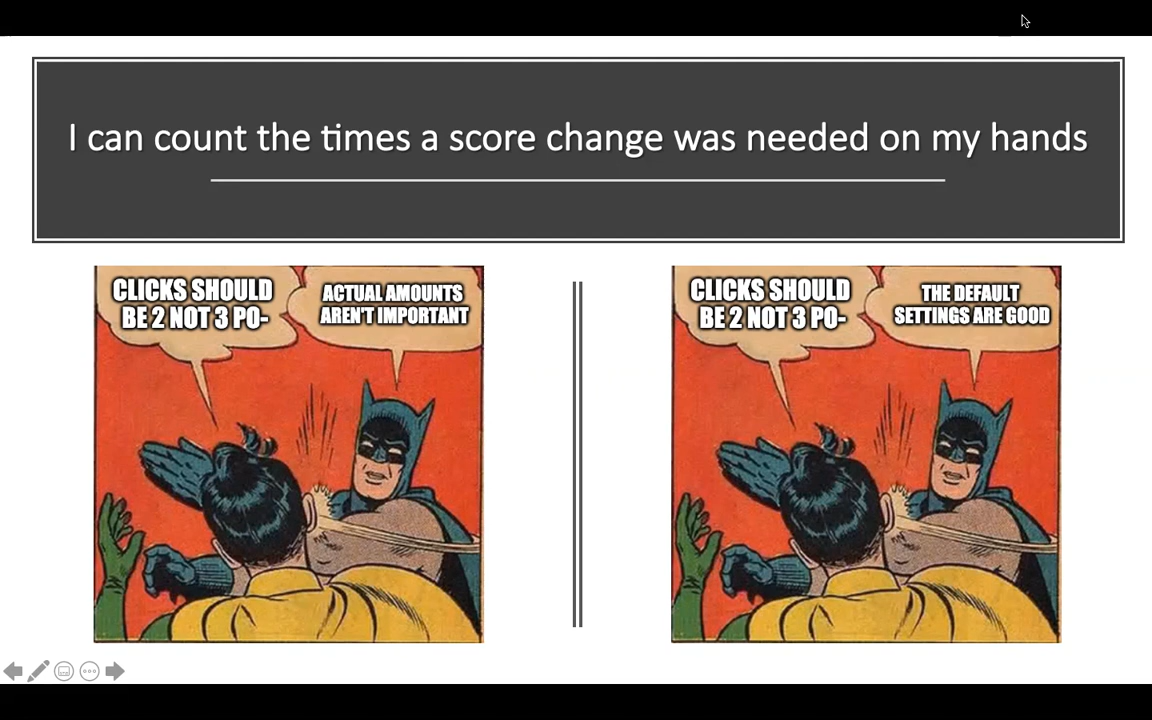 I can count the times a score change was needed on my hands
CLICKS SHOULD
BE 2 NOT 3 PO-
ACTUAL AMOUNTS
AREN'T IMPORTANT
CLICKS SHOULD
BE 2 NOT 3 PO-
THE DEFAULT
SETTINGS ARE GOOD